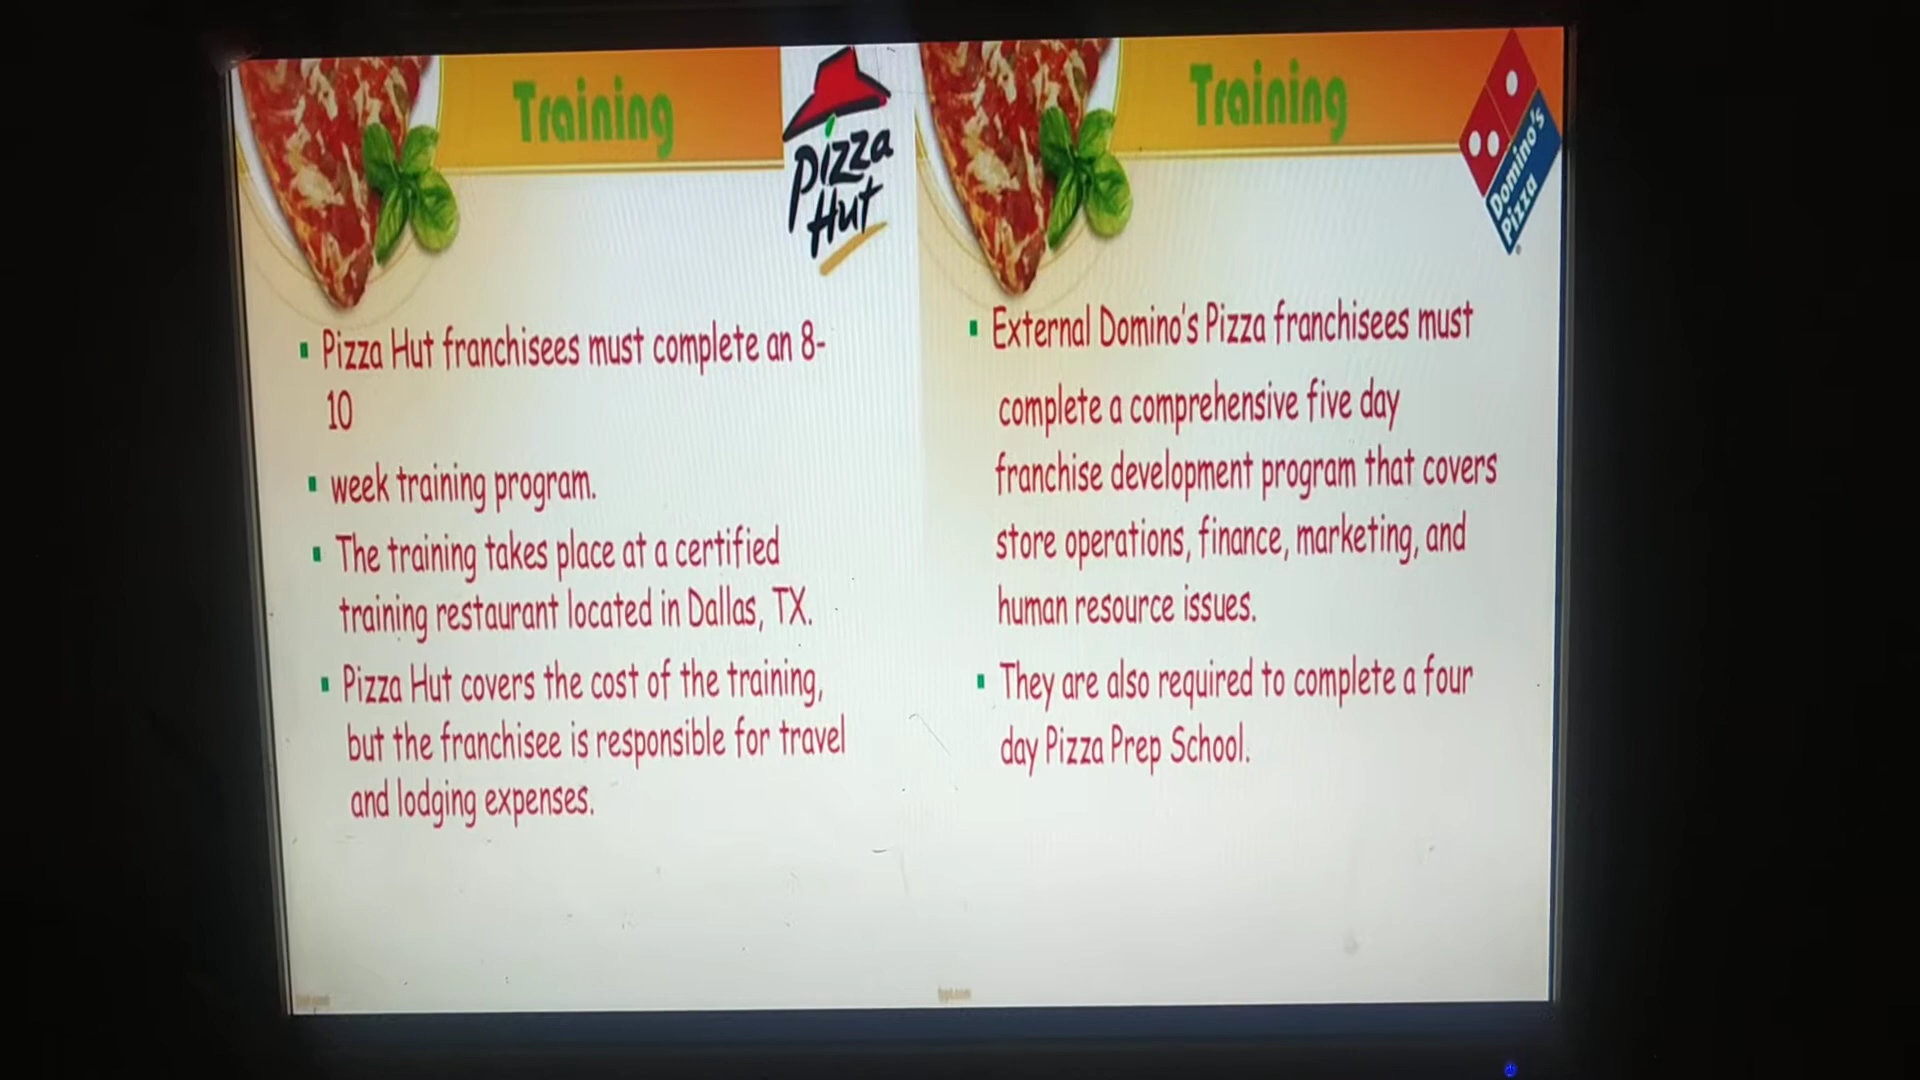 Training
Pizza
Hut
Pizza Hut franchisees must complete an 8-
10
week training program.
The training takes place at a certified
training restaurant located in Dallas, TX.
Pizza Hut covers the cost of the training,
but the franchisee is responsible for travel
and lodging expenses.
Training
Domino's
Pizza
External Domino's Pizza franchisees must
complete a comprehensive five day
franchise development program that covers
store operations, finance, marketing, and
human resource issues.
They are also required to complete a four
day Pizza Prep School.